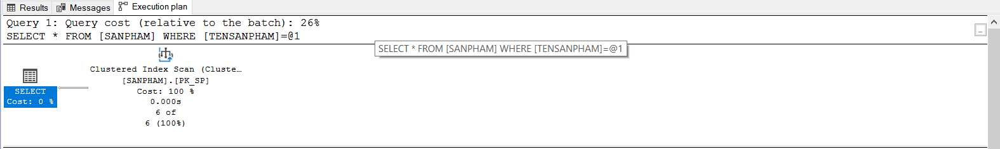 Results Messages Execution plan
Query 1: Query cost (relative to the batch): 26%
SELECT * FROM [SANPHAM] WHERE [TENSANPHAM]=@1
SELECT * FROM [SANPHAM] WHERE [TENSANPHAM]=@1
Clustered Index Scan (Cluste…
[SANPHAM].[PK_SP]
Cost: 100 %
0.000s
6 of
6 (100%)
SELECT
Cost: 0 %